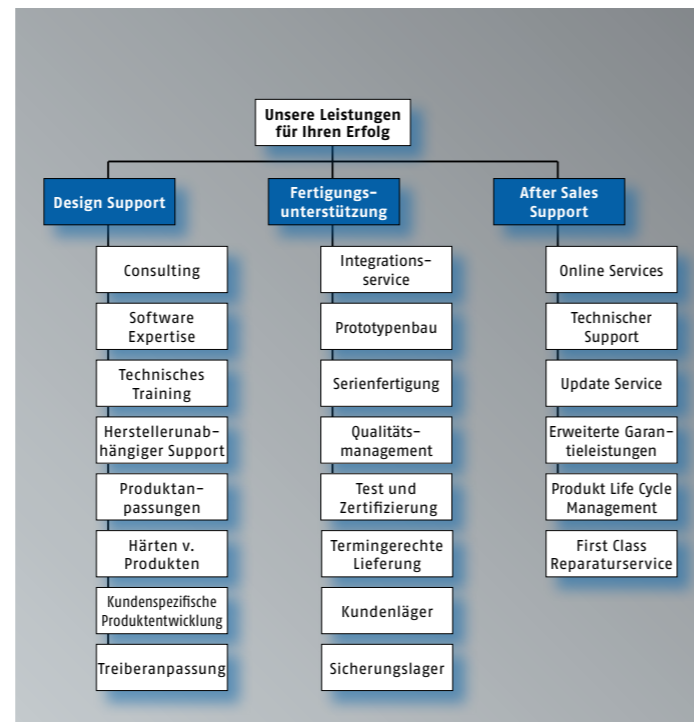 Unsere Leistungen
für Ihren Erfolg
Design Support
Consulting
Software
Expertise
Technisches
Training
Herstellerunab-
hängiger Support
Produktan-
passungen
Härten v.
Produkten
Kundenspezifische
Produktentwicklung
Treiberanpassung
Fertigungs-
unterstützung
Integrations-
service
Prototypenbau
Serienfertigung
Qualitäts-
management
Test und
Zertifizierung
Termingerechte
Lieferung
Kundenläger
Sicherungslager
After Sales
Support
Online Services
Technischer
Support
Update Service
Erweiterte Garan-
tieleistungen
Produkt Life Cycle
Management
First Class
Reparaturservice